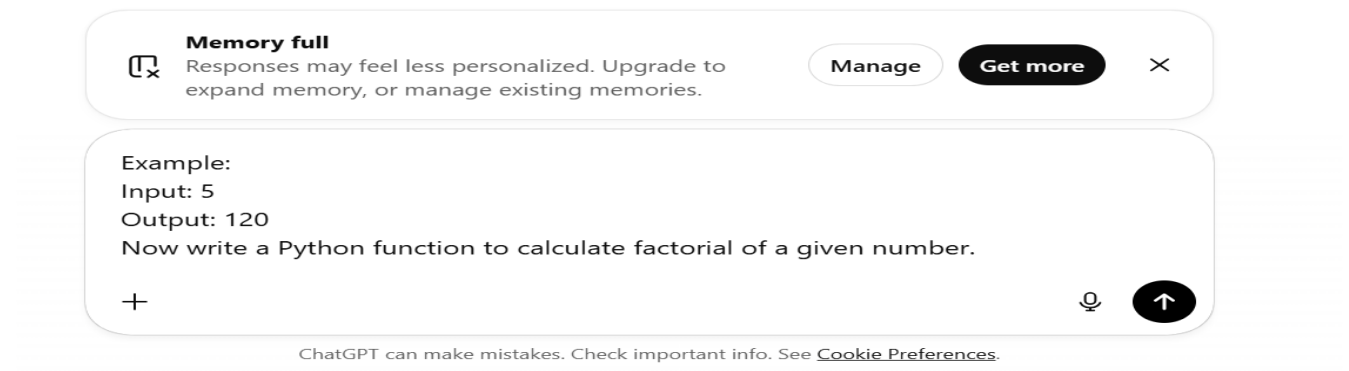 Memory full
Responses may feel less personalized. Upgrade to
expand memory, or manage existing memories.
Manage
Get more
Example:
Input: 5
Output: 120
Now write a Python function to calculate factorial of a given number.
ChatGPT can make mistakes. Check important info. See Cookie Preferences.